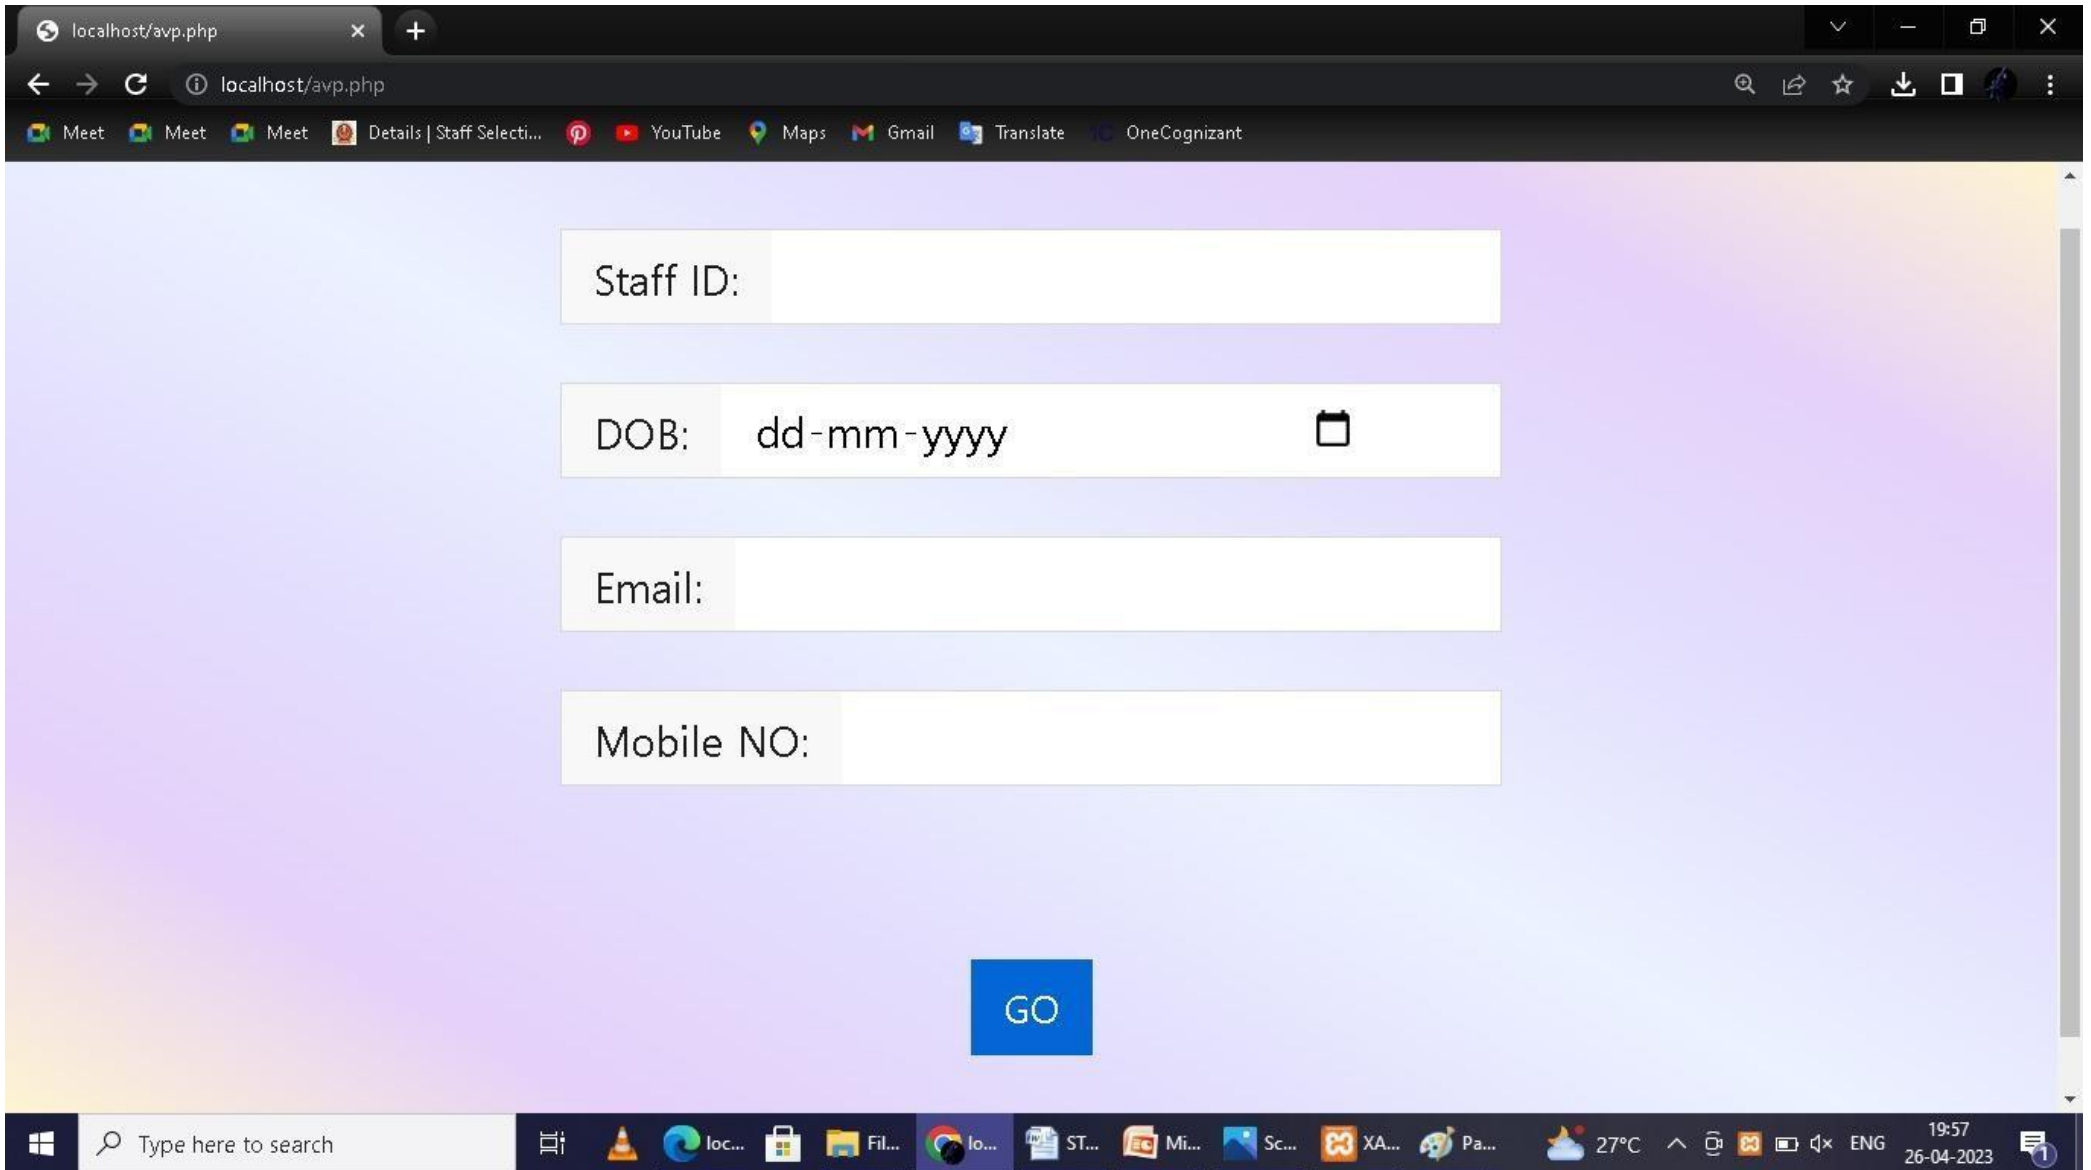 localhost/avp.php
localhost/avp.php
Meet Meet Meet Details | Staff Selecti... YouTube Maps Gmail Translate OneCognizant
Staff ID:
DOB: dd-mm-yyyy
Email:
Mobile NO:
GO
Type here to search loc... Fil... lo... ST... Mi... Sc... XA... Pa... 27°C ENG 19:57
26-04-2023 1